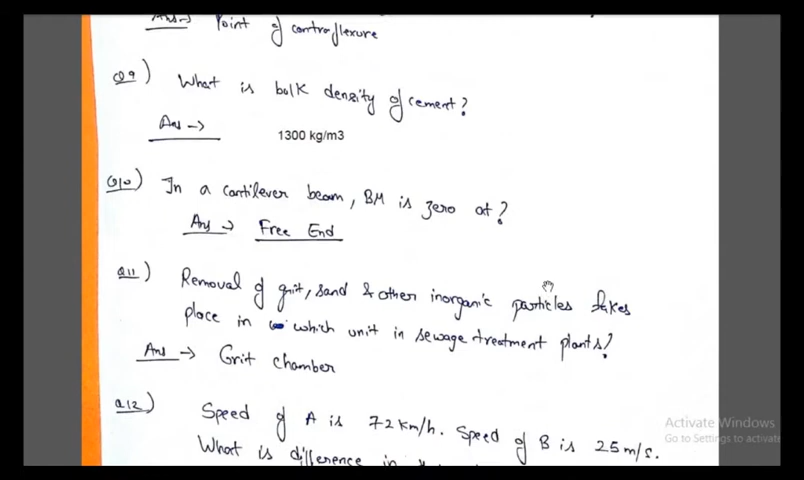 Ans→ Point of contraflexure
Q9) What is bulk density of cement?
Ans→ 1300 kg/m3
Q10) In a cantilever beam, BM is zero at?
Ans→ Free End
Q11) Removal of grit, sand & other inorganic particles takes
place in which unit in sewage treatment plants?
Ans→ Grit chamber
Q12) Speed of A is 72 km/h. Speed of B is 25 m/s.
What is difference in
Activate Windows
Go to Settings to activate